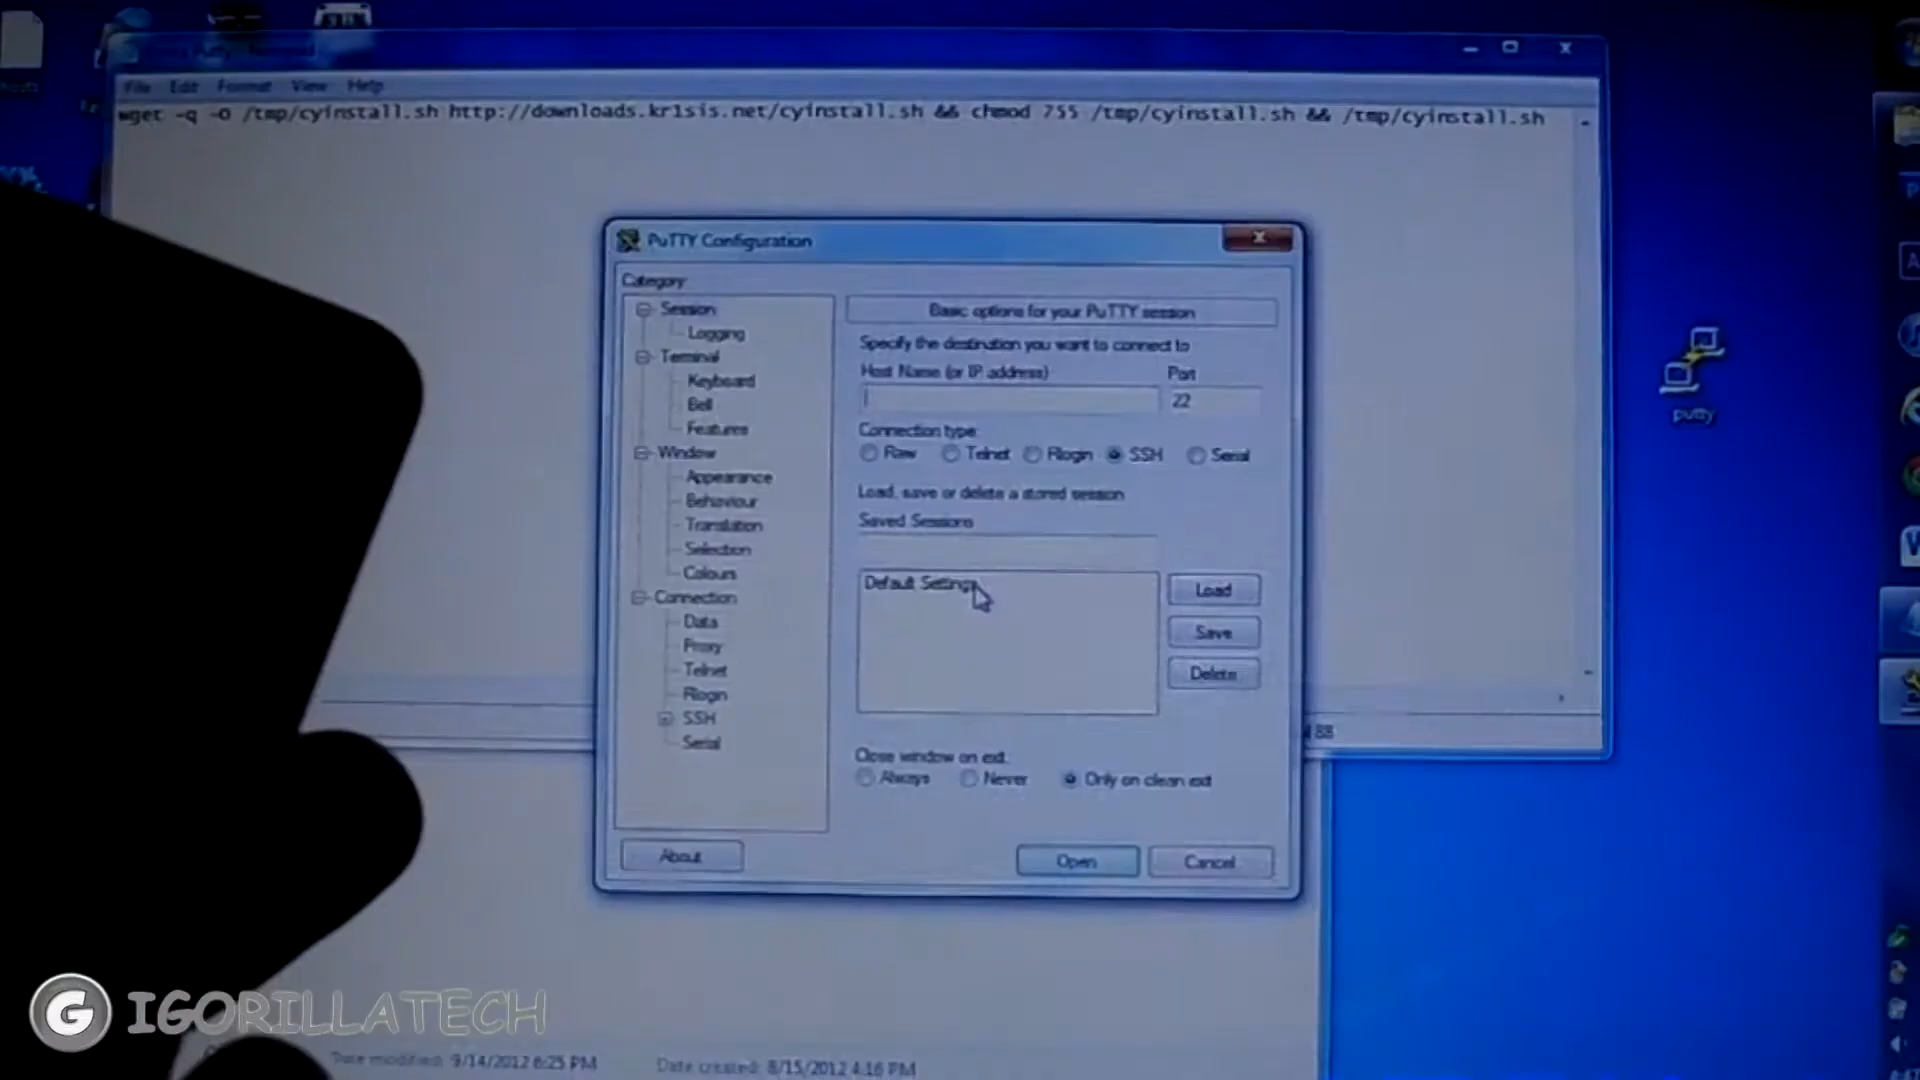 File Edit Format View Help
wget -q -O /tmp/cyinstall.sh http://downloads.kr1sis.net/cyinstall.sh && chmod 755 /tmp/cyinstall.sh && /tmp/cyinstall.sh
PuTTY Configuration
Category:
Session
Logging
Terminal
Keyboard
Bell
Features
Window
Appearance
Behaviour
Translation
Selection
Colours
Connection
Data
Proxy
Telnet
Rlogin
SSH
Serial
Basic options for your PuTTY session
Specify the destination you want to connect to
Host Name (or IP address) Port
22
Connection type:
Raw Telnet Rlogin SSH Serial
Load, save or delete a stored session
Saved Sessions
Default Settings
Load
Save
Delete
Close window on exit:
Always Never Only on clean exit
About Open Cancel
putty
G IGORILLATECH
Date modified: 9/14/2012 6:25 PM Date created: 8/15/2012 4:16 PM